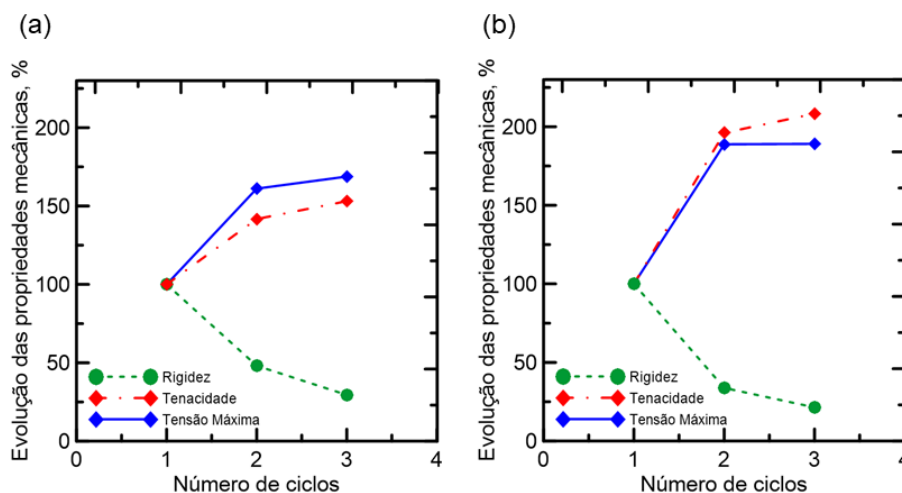 (a)
Evolução das propriedades mecânicas, %
200
150
100
50
0
Rigidez
Tenacidade
Tensão Máxima
0 1 2 3 4
Número de ciclos
(b)
Evolução das propriedades mecânicas, %
200
150
100
50
0
Rigidez
Tenacidade
Tensão Máxima
0 1 2 3 4
Número de ciclos